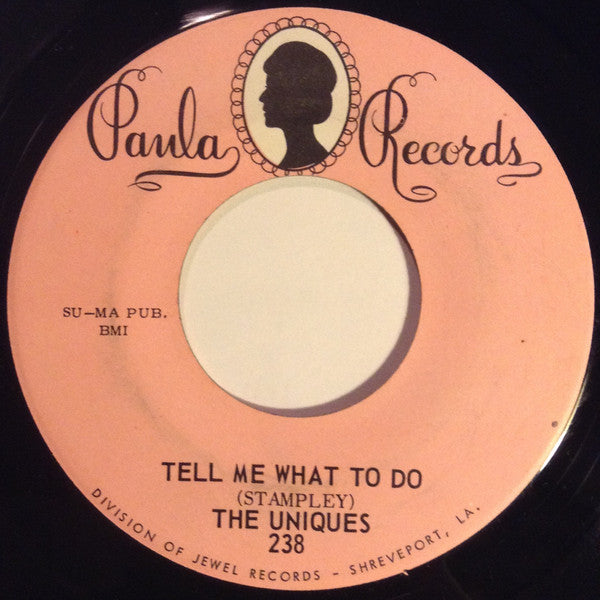 Paula Records
SU-MA PUB.
BMI
TELL ME WHAT TO DO
(STAMPLEY)
THE UNIQUES
238
DIVISION OF JEWEL RECORDS - SHREVEPORT, LA.